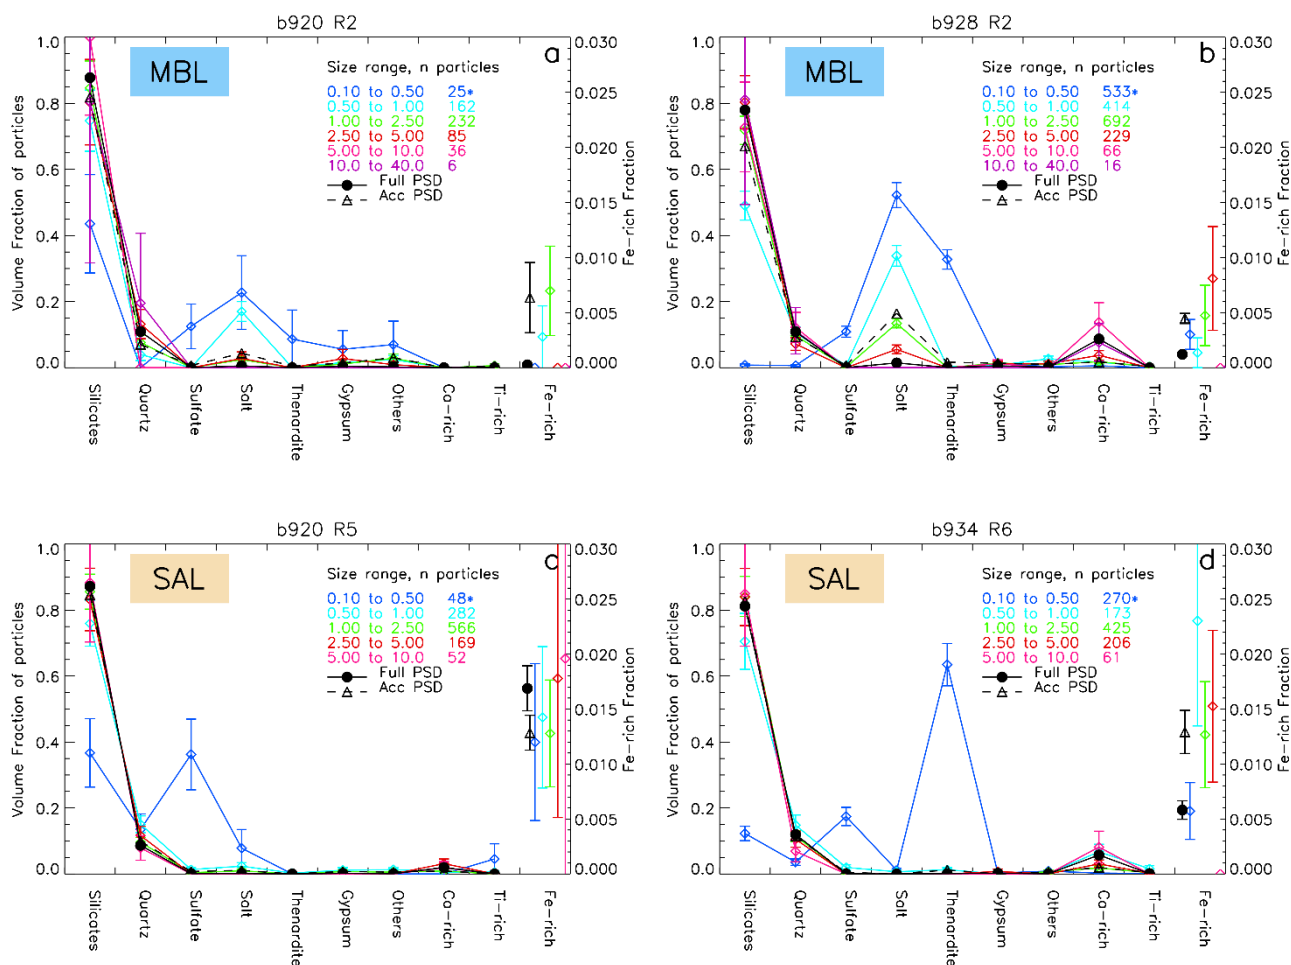 b920 R2
a
MBL
Size range, n particles
0.10 to 0.50 25*
0.50 to 1.00 162
1.00 to 2.50 232
2.50 to 5.00 85
5.00 to 10.0 36
10.0 to 40.0 6
Full PSD
Acc PSD
Volume Fraction of particles
1.0
0.8
0.6
0.4
0.2
0.0
0.030
0.025
0.020
0.015
0.010
0.005
0.000
Fe-rich Fraction
Silicates
Quartz
Sulfate
Salt
Thenardite
Gypsum
Others
Ca-rich
Ti-rich
Fe-rich
b928 R2
b
MBL
Size range, n particles
0.10 to 0.50 533*
0.50 to 1.00 414
1.00 to 2.50 692
2.50 to 5.00 229
5.00 to 10.0 66
10.0 to 40.0 16
Full PSD
Acc PSD
Volume Fraction of particles
1.0
0.8
0.6
0.4
0.2
0.0
0.030
0.025
0.020
0.015
0.010
0.005
0.000
Fe-rich Fraction
Silicates
Quartz
Sulfate
Salt
Thenardite
Gypsum
Others
Ca-rich
Ti-rich
Fe-rich
b920 R5
c
SAL
Size range, n particles
0.10 to 0.50 48*
0.50 to 1.00 282
1.00 to 2.50 566
2.50 to 5.00 169
5.00 to 10.0 52
Full PSD
Acc PSD
Volume Fraction of particles
1.0
0.8
0.6
0.4
0.2
0.0
0.030
0.025
0.020
0.015
0.010
0.005
0.000
Fe-rich Fraction
Silicates
Quartz
Sulfate
Salt
Thenardite
Gypsum
Others
Ca-rich
Ti-rich
Fe-rich
b934 R6
d
SAL
Size range, n particles
0.10 to 0.50 270*
0.50 to 1.00 173
1.00 to 2.50 425
2.50 to 5.00 206
5.00 to 10.0 61
Full PSD
Acc PSD
Volume Fraction of particles
1.0
0.8
0.6
0.4
0.2
0.0
0.030
0.025
0.020
0.015
0.010
0.005
0.000
Fe-rich Fraction
Silicates
Quartz
Sulfate
Salt
Thenardite
Gypsum
Others
Ca-rich
Ti-rich
Fe-rich